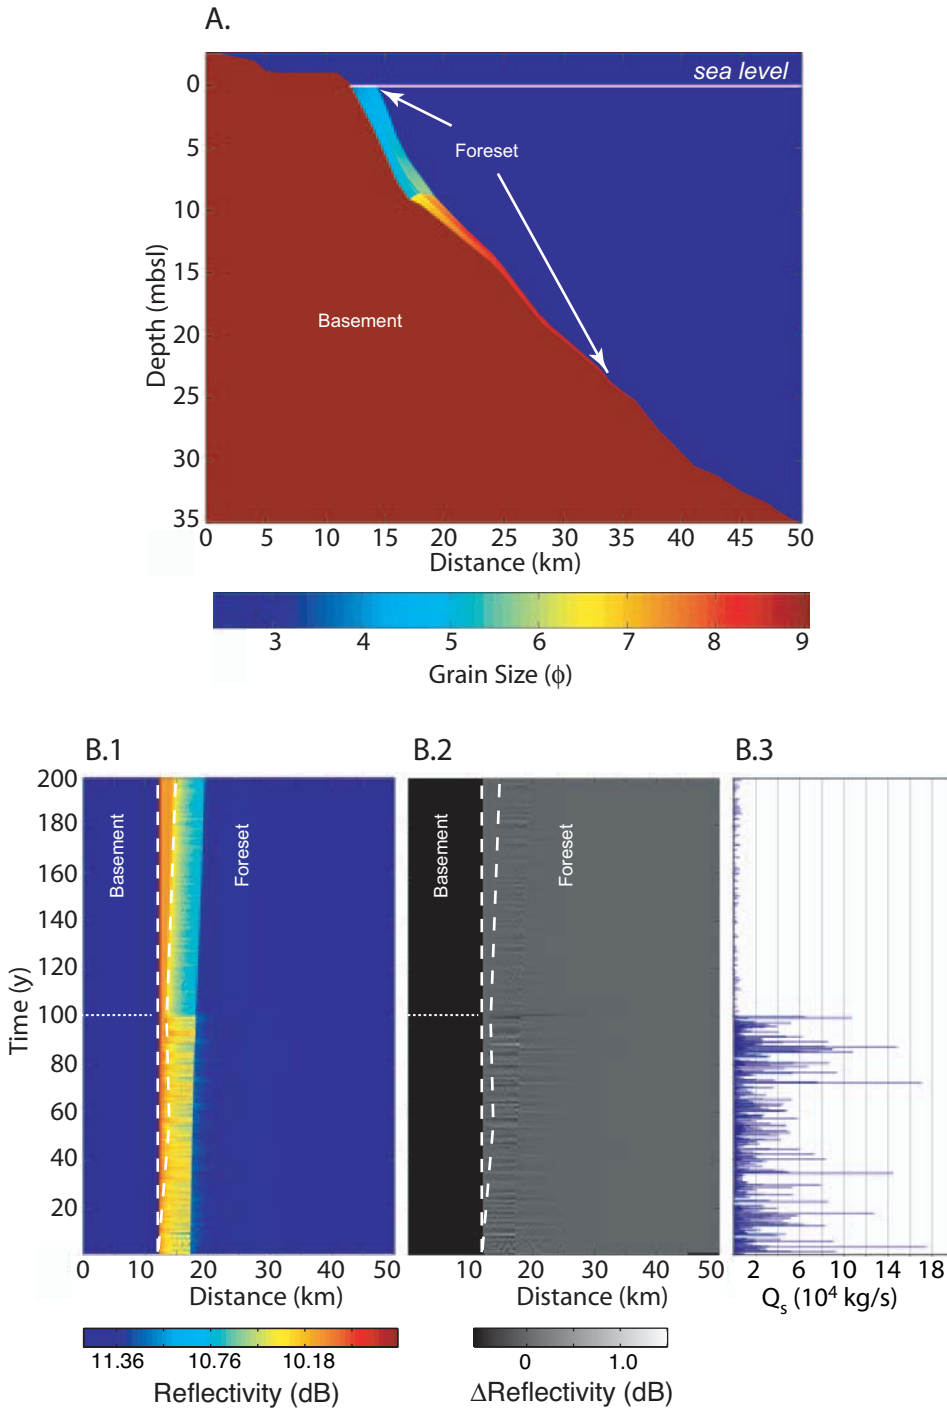 A.
sea level
Foreset
Basement
Depth (mbsl)
0
5
10
15
20
25
30
35
0 5 10 15 20 25 30 35 40 45 50
Distance (km)
3 4 5 6 7 8 9
Grain Size (ϕ)
B.1 B.2 B.3
Time (y)
200
180
160
140
120
100
80
60
40
20
Basement
Foreset
Basement
Foreset
0 10 20 30 40 50
Distance (km)
10 20 30 40 50
Distance (km)
2 6 10 14 18
Qs (10⁴ kg/s)
11.36 10.76 10.18
Reflectivity (dB)
0 1.0
ΔReflectivity (dB)